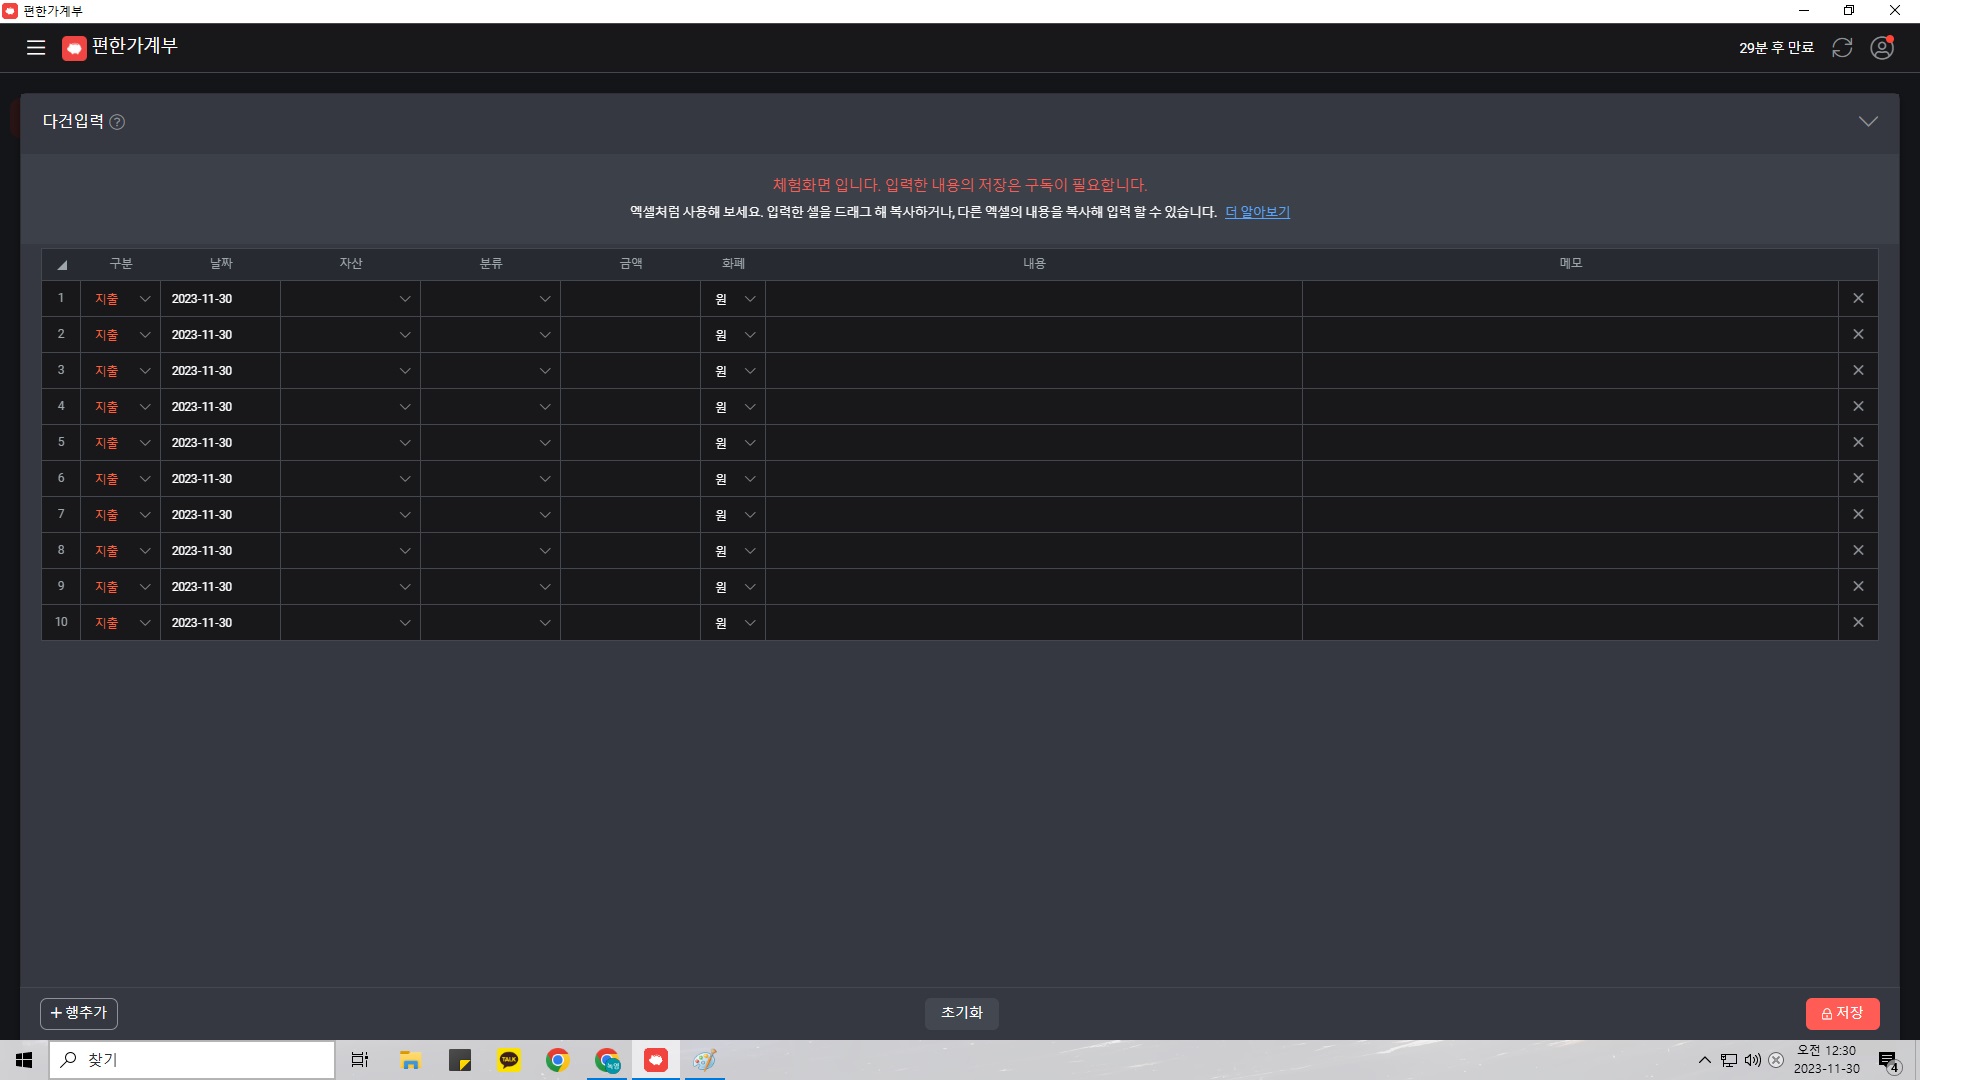 편한가계부
편한가계부
29분 후 만료
다건입력 ?
체험화면 입니다. 입력한 내용의 저장은 구독이 필요합니다.
엑셀처럼 사용해 보세요. 입력한 셀을 드래그 해 복사하거나, 다른 엑셀의 내용을 복사해 입력 할 수 있습니다. 더 알아보기
구분 날짜 자산 분류 금액 화폐 내용 메모
1 지출 2023-11-30 원
2 지출 2023-11-30 원
3 지출 2023-11-30 원
4 지출 2023-11-30 원
5 지출 2023-11-30 원
6 지출 2023-11-30 원
7 지출 2023-11-30 원
8 지출 2023-11-30 원
9 지출 2023-11-30 원
10 지출 2023-11-30 원
+ 행추가 초기화 저장
찾기 TALK 오전 12:30
2023-11-30 4